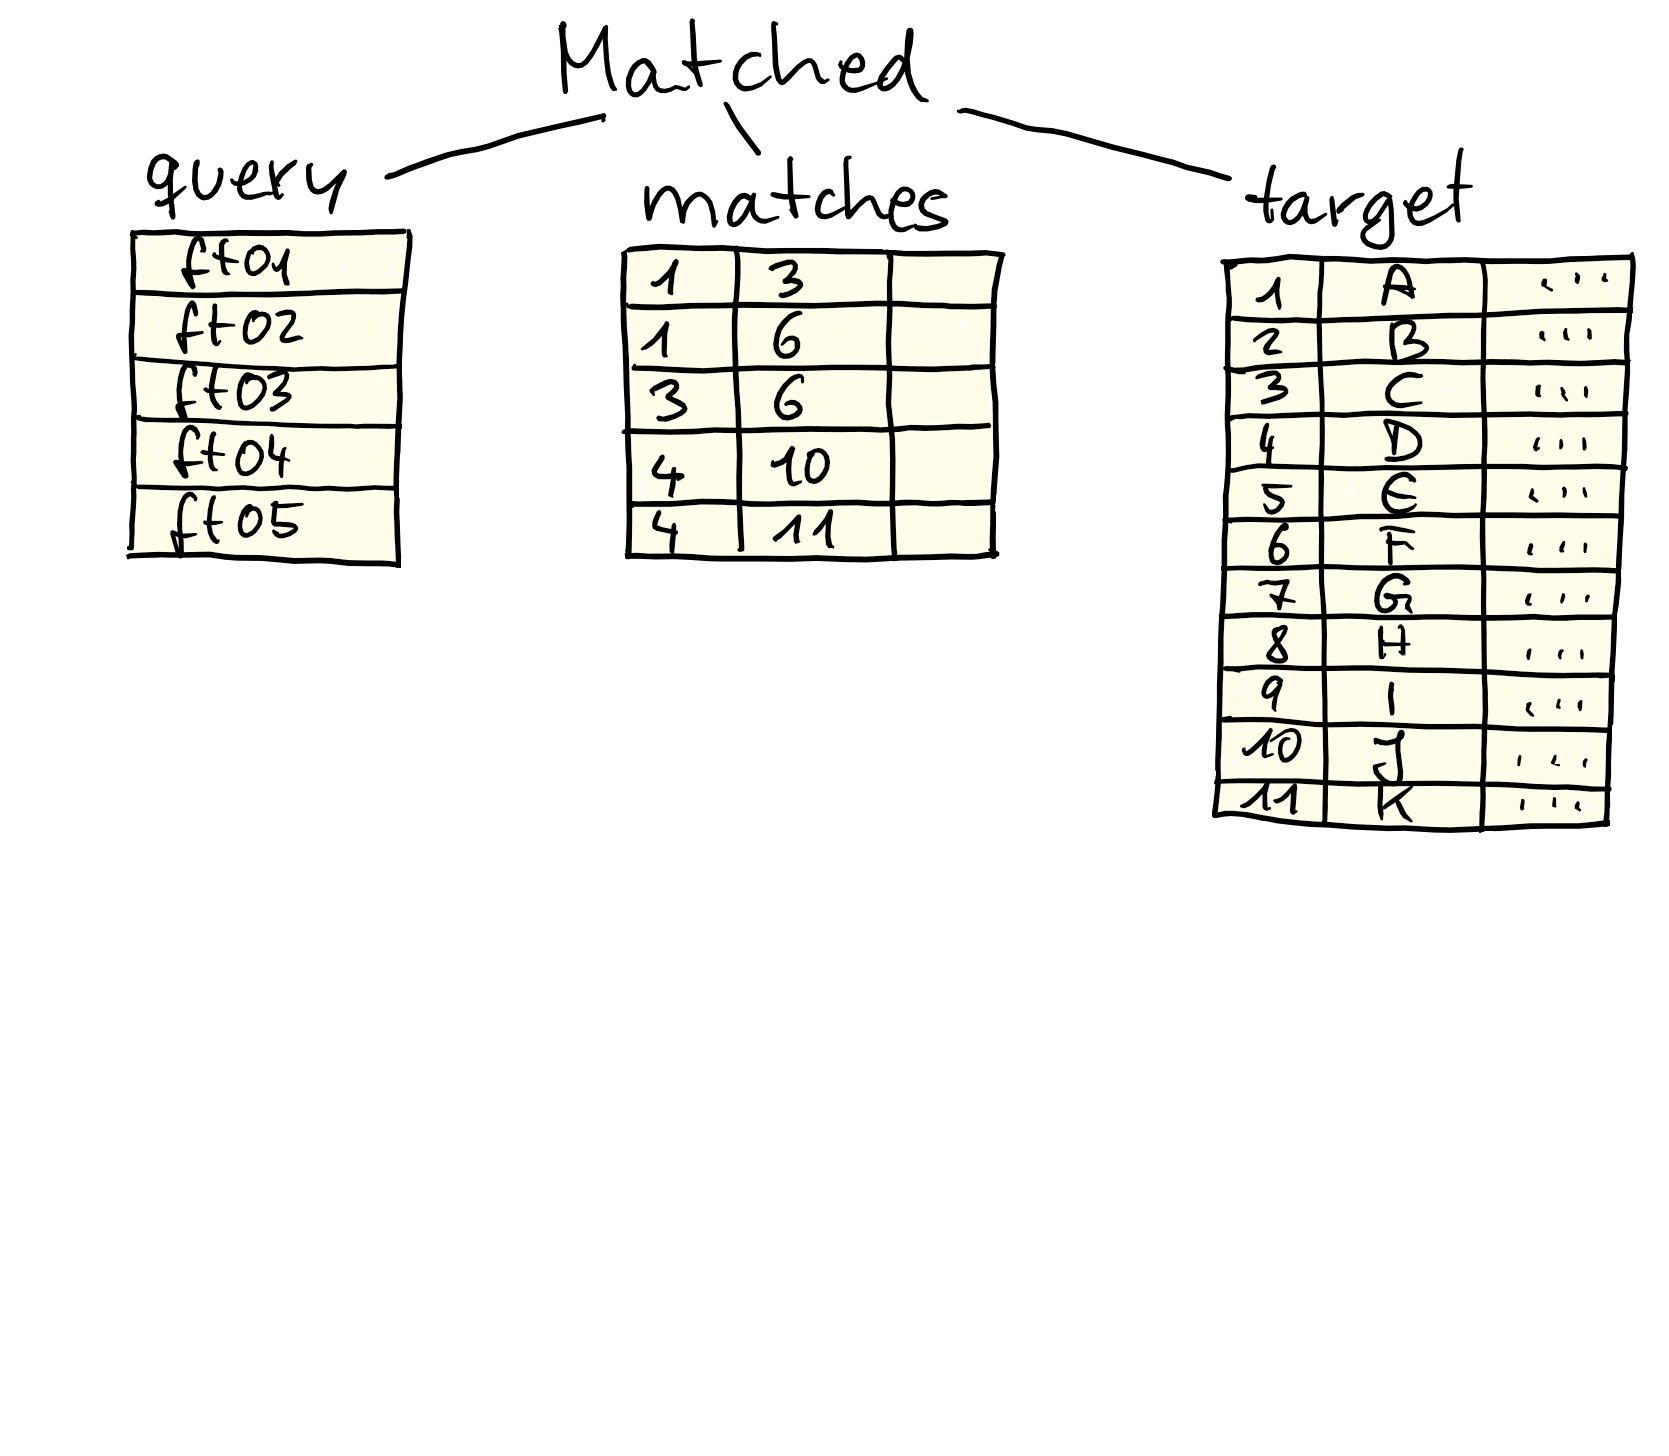 Matched
query
ft01
ft02
ft03
ft04
ft05
matches
1 3
1 6
3 6
4 10
4 11
target
1 A ...
2 B ...
3 C ...
4 D ...
5 E ...
6 F ...
7 G ...
8 H ...
9 I ...
10 J ...
11 K ...